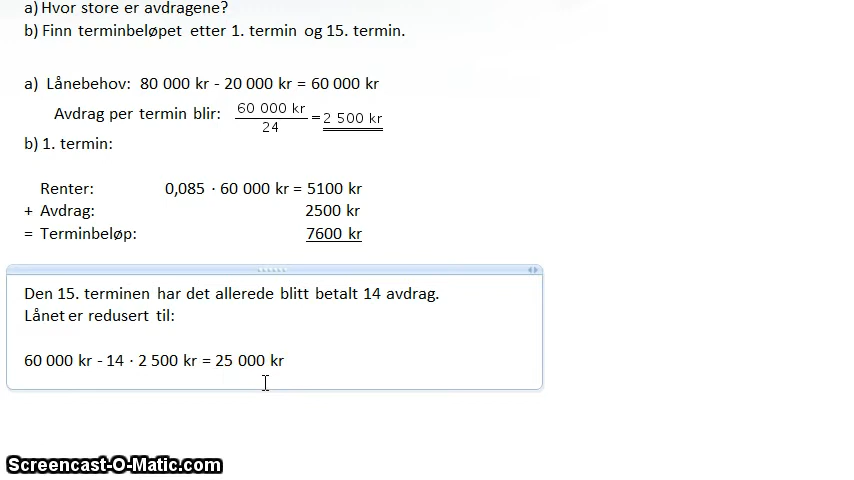 a) Hvor store er avdragene?
b) Finn terminbeløpet etter 1. termin og 15. termin.
a) Lånebehov: 80 000 kr - 20 000 kr = 60 000 kr
Avdrag per termin blir: 60 000 kr / 24 = 2 500 kr
b) 1. termin:
Renter: 0,085 · 60 000 kr = 5100 kr
+ Avdrag: 2500 kr
= Terminbeløp: 7600 kr
Den 15. terminen har det allerede blitt betalt 14 avdrag.
Lånet er redusert til:
60 000 kr - 14 · 2 500 kr = 25 000 kr
Screencast-O-Matic.com